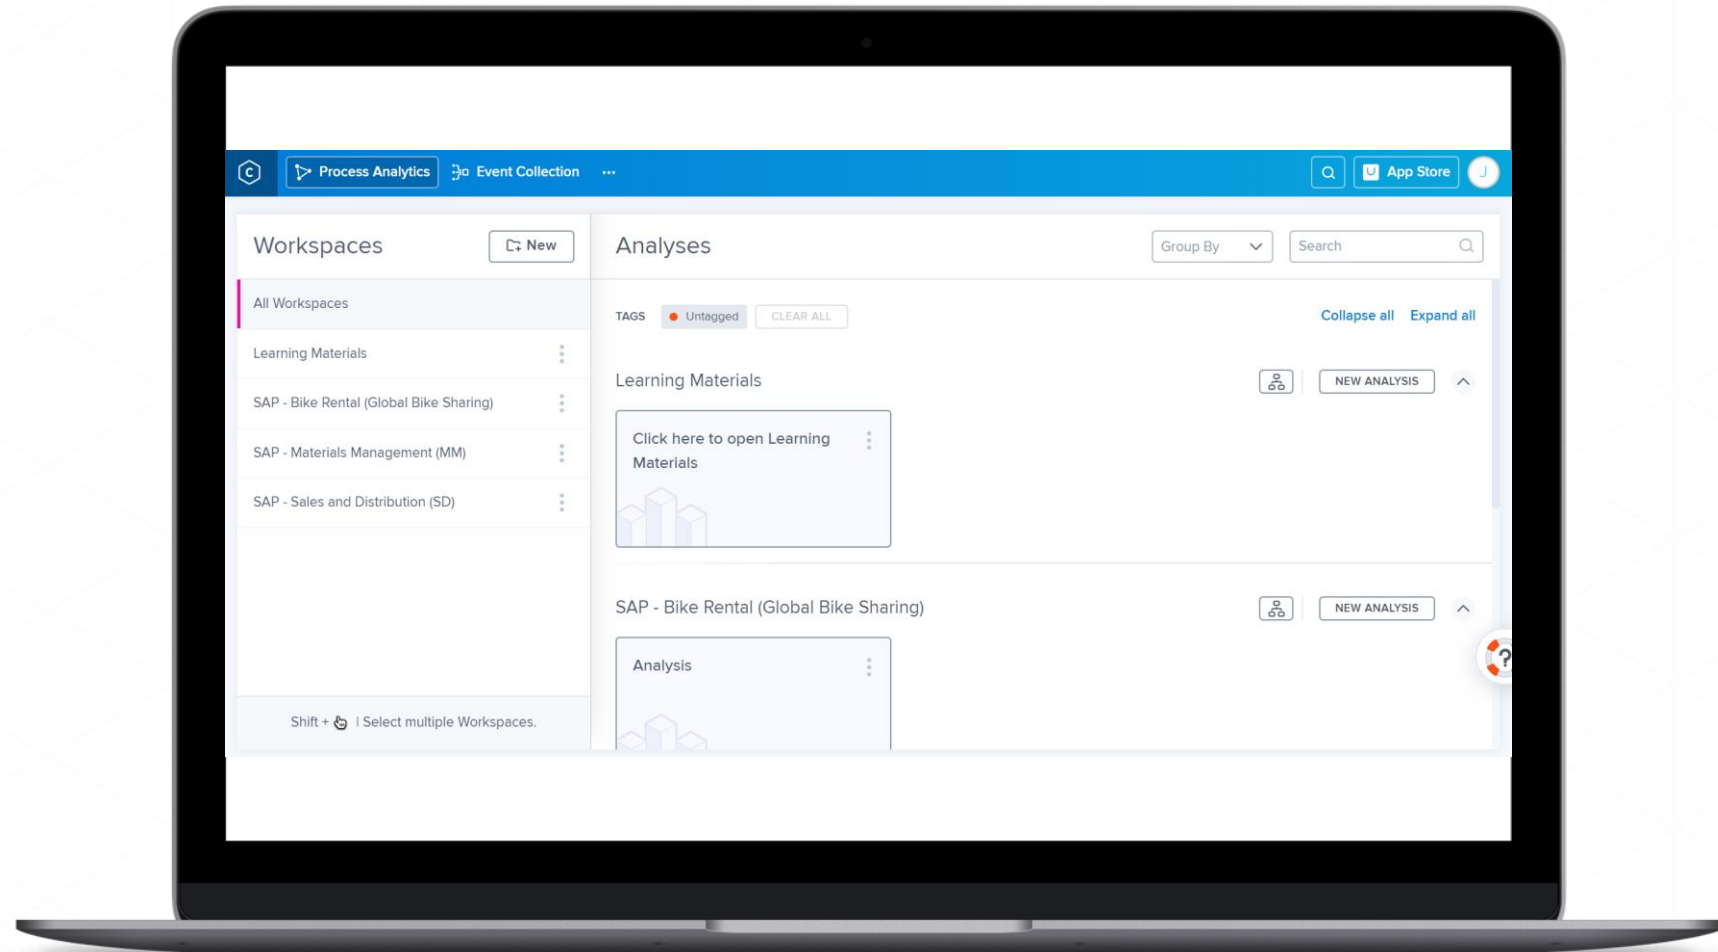 C
Process Analytics
Event Collection
...
App Store
J
Workspaces
New
All Workspaces
Learning Materials
SAP - Bike Rental (Global Bike Sharing)
SAP - Materials Management (MM)
SAP - Sales and Distribution (SD)
Shift + | Select multiple Workspaces.
Analyses
Group By
Search
TAGS
Untagged
CLEAR ALL
Collapse all
Expand all
Learning Materials
NEW ANALYSIS
Click here to open Learning
Materials
SAP - Bike Rental (Global Bike Sharing)
NEW ANALYSIS
Analysis
?